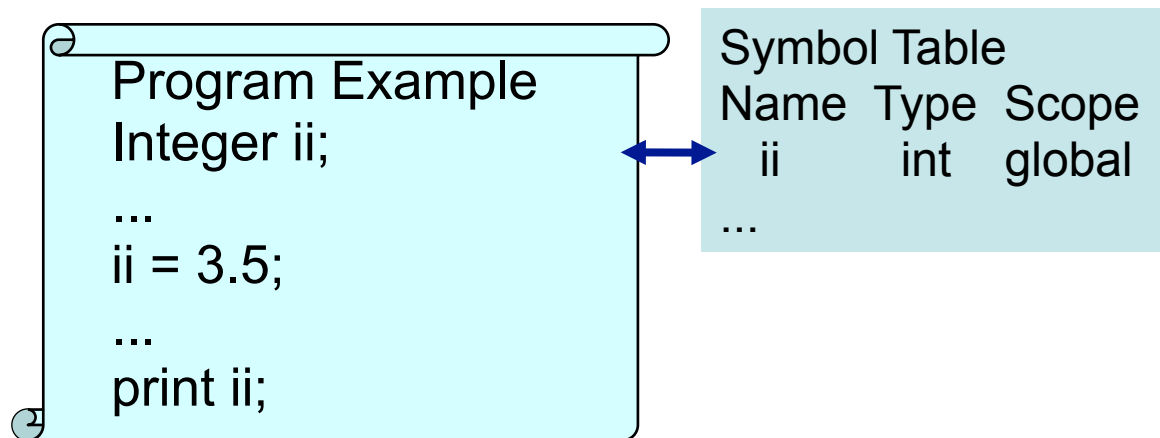 Program Example
Integer ii;
...
ii = 3.5;
...
print ii;
Symbol Table
Name Type Scope
ii int global
...